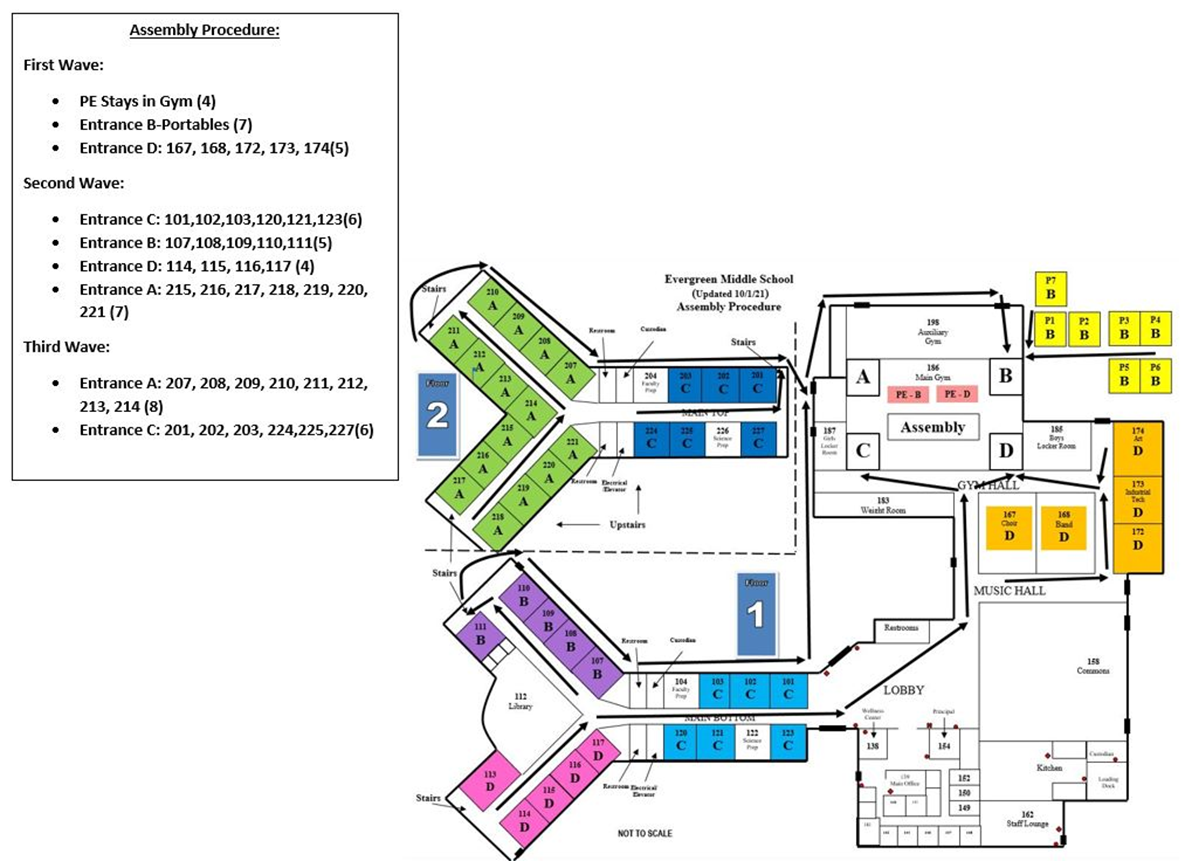 Assembly Procedure:
First Wave:
• PE Stays in Gym (4)
• Entrance B-Portables (7)
• Entrance D: 167, 168, 172, 173, 174(5)
Second Wave:
• Entrance C: 101,102,103,120,121,123(6)
• Entrance B: 107,108,109,110,111(5)
• Entrance D: 114, 115, 116,117 (4)
• Entrance A: 215, 216, 217, 218, 219, 220,
221 (7)
Third Wave:
• Entrance A: 207, 208, 209, 210, 211, 212,
213, 214 (8)
• Entrance C: 201, 202, 203, 224,225,227(6)
Evergreen Middle School
(Updated 10/1/21)
Assembly Procedure
Stairs
210
A
209
A
208
A
207
A
211
A
212
A
213
A
214
A
215
A
216
A
217
A
221
A
220
A
219
A
218
A
Floor
2
Restroom
Custodian
Stairs
204
Faculty
Prep
203
C
202
C
201
C
MAIN TOP
224
C
225
C
226
Science
Prep
227
C
Restroom
Electrical
/Elevator
Upstairs
Stairs
P7
B
P1
B
P2
B
P3
B
P4
B
P5
B
P6
B
198
Auxiliary
Gym
186
Main Gym
A
B
PE - B
PE - D
Assembly
C
D
187
Girls
Locker
Room
185
Boys
Locker Room
GYM HALL
183
Weight Room
174
Art
D
173
Industrial
Tech
D
172
D
167
Choir
D
168
Band
D
MUSIC HALL
Floor
1
110
B
109
B
108
B
107
B
111
B
112
Library
Restroom
Custodian
104
Faculty
Prep
103
C
102
C
101
C
MAIN BOTTOM
120
C
121
C
122
Science
Prep
123
C
Restroom
Electrical
/Elevator
117
D
116
D
115
D
114
D
113
D
Stairs
NOT TO SCALE
Restrooms
LOBBY
158
Commons
Wellness
Center
Principal
138
154
Main Office
152
150
149
Kitchen
Custodian
Loading
Dock
162
Staff Lounge